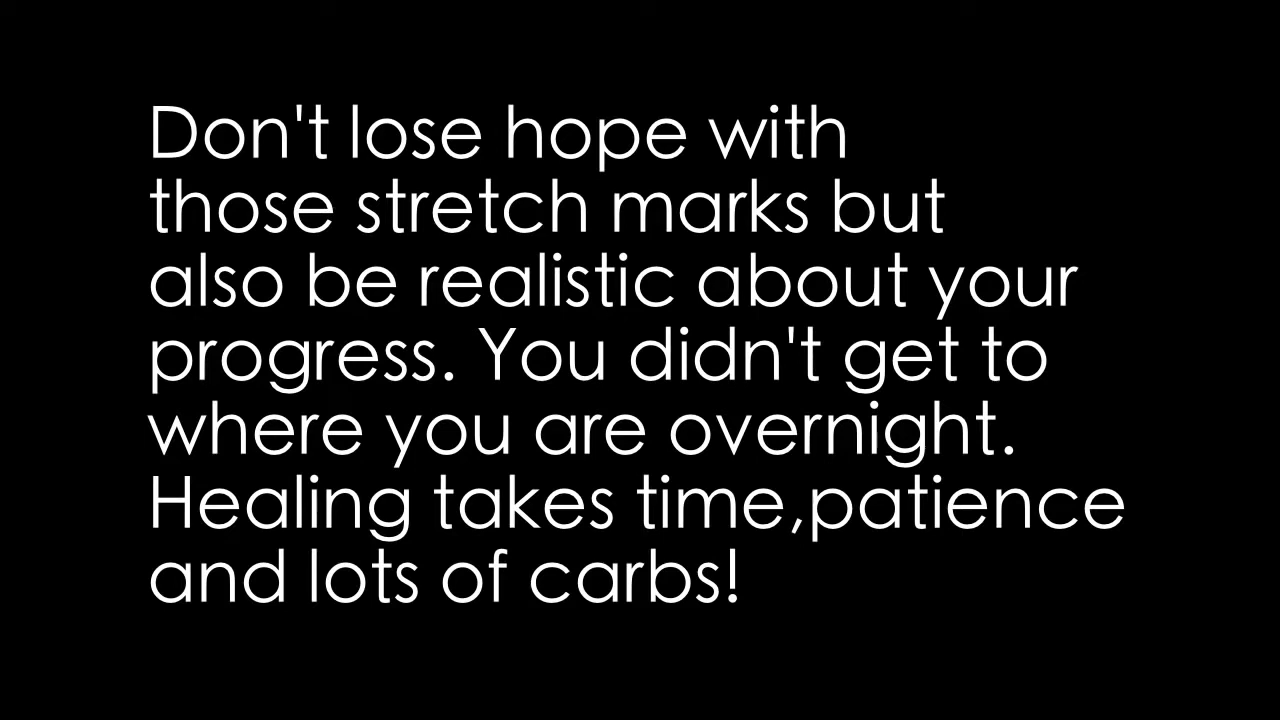 Don't lose hope with
those stretch marks but
also be realistic about your
progress. You didn't get to
where you are overnight.
Healing takes time,patience
and lots of carbs!